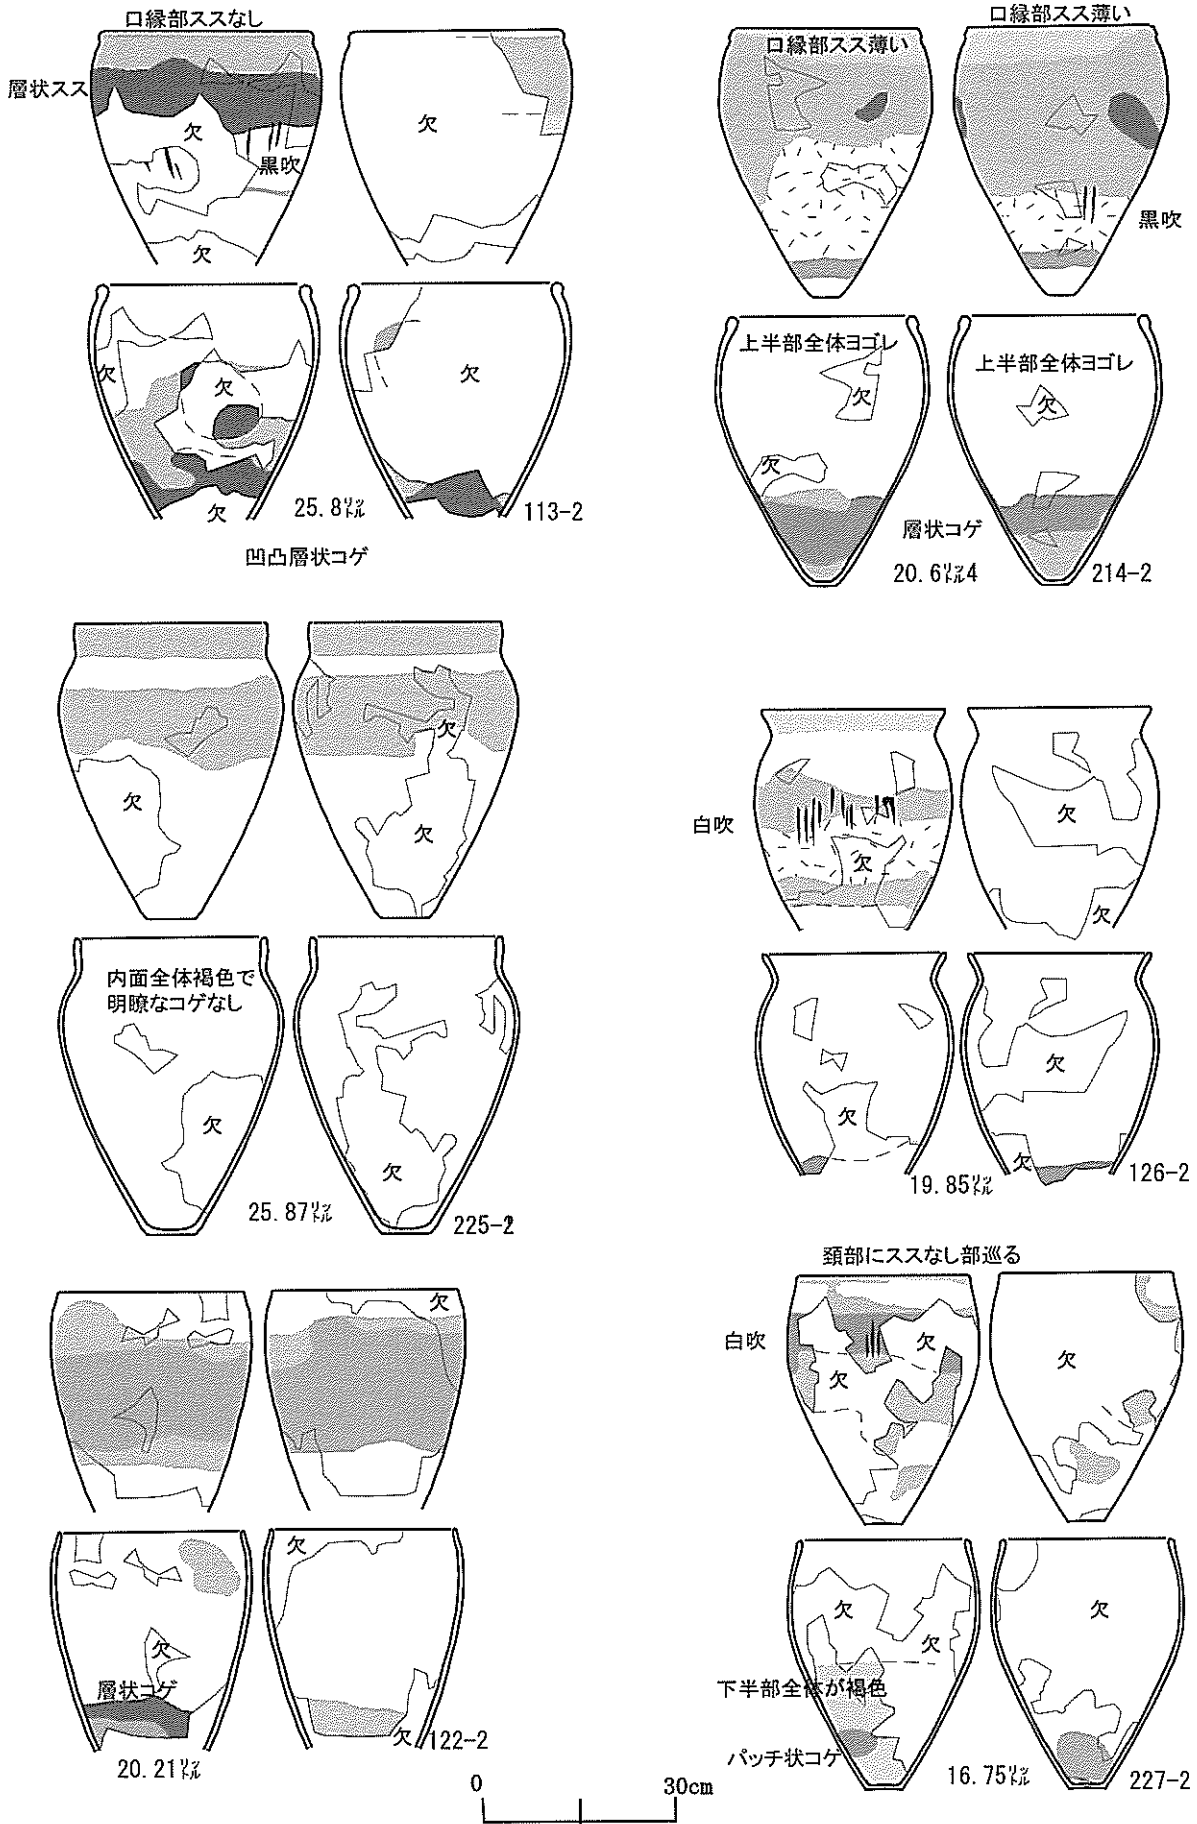 口縁部ススなし
層状スス
欠
黒吹
欠
欠
欠
欠
欠
欠
25.8㍑
113-2
凹凸層状コゲ
口縁部スス薄い
口縁部スス薄い
黒吹
上半部全体ヨゴレ
上半部全体ヨゴレ
欠
欠
欠
層状コゲ
20.6㍑4
214-2
欠
欠
欠
内面全体褐色で
明瞭なコゲなし
欠
欠
25.87㍑
白吹
欠
欠
欠
欠
欠
欠
19.85㍑
126-2
欠
欠
欠
層状コゲ
欠
122-2
20.21㍑
頚部にススなし部巡る
白吹
欠
欠
欠
欠
欠
欠
下半部全体が褐色
パッチ状コゲ
16.75㍑
227-2
0
30cm